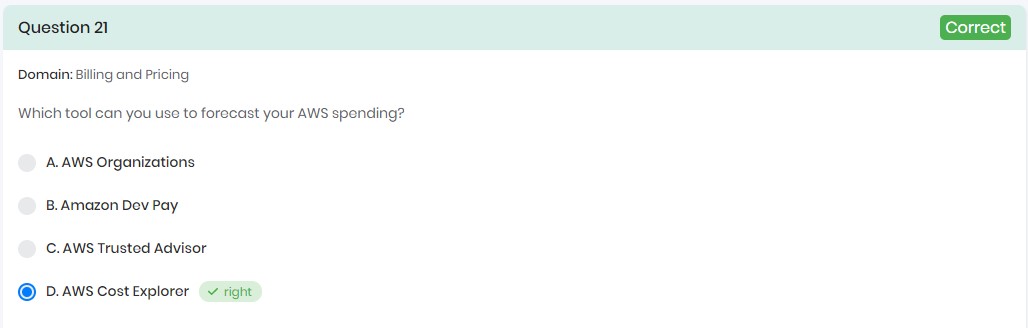 Question 21 Correct
Domain: Billing and Pricing
Which tool can you use to forecast your AWS spending?
A. AWS Organizations
B. Amazon Dev Pay
C. AWS Trusted Advisor
D. AWS Cost Explorer right